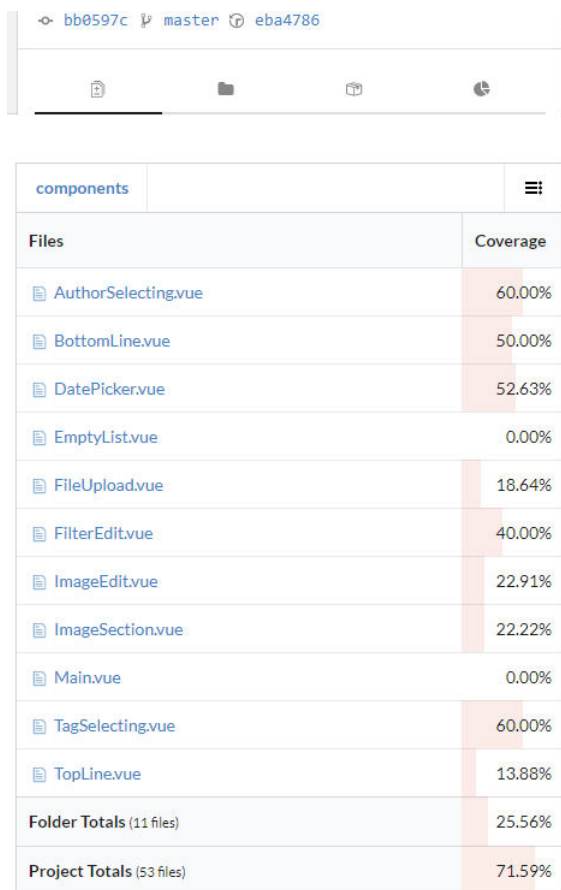 bb0597c master eba4786
components
Files Coverage
AuthorSelecting.vue 60.00%
BottomLine.vue 50.00%
DatePicker.vue 52.63%
EmptyList.vue 0.00%
FileUpload.vue 18.64%
FilterEdit.vue 40.00%
ImageEdit.vue 22.91%
ImageSection.vue 22.22%
Main.vue 0.00%
TagSelecting.vue 60.00%
TopLine.vue 13.88%
Folder Totals (11 files) 25.56%
Project Totals (53 files) 71.59%